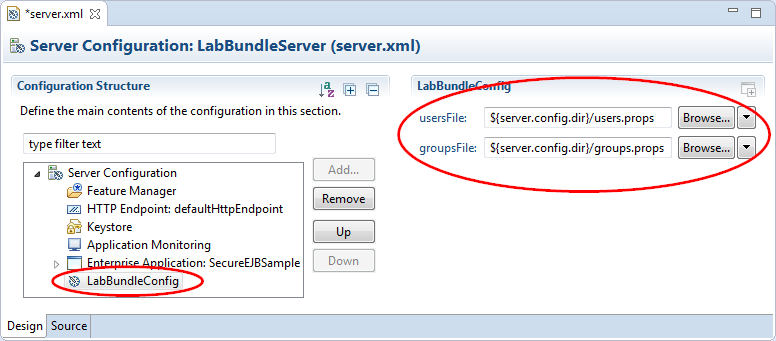 *server.xml
Server Configuration: LabBundleServer (server.xml)
Configuration Structure
Define the main contents of the configuration in this section.
type filter text
Server Configuration
Feature Manager
HTTP Endpoint: defaultHttpEndpoint
Keystore
Application Monitoring
Enterprise Application: SecureEJBSample
LabBundleConfig
Add...
Remove
Up
Down
LabBundleConfig
usersFile: ${server.config.dir}/users.props Browse...
groupsFile: ${server.config.dir}/groups.props Browse...
Design Source